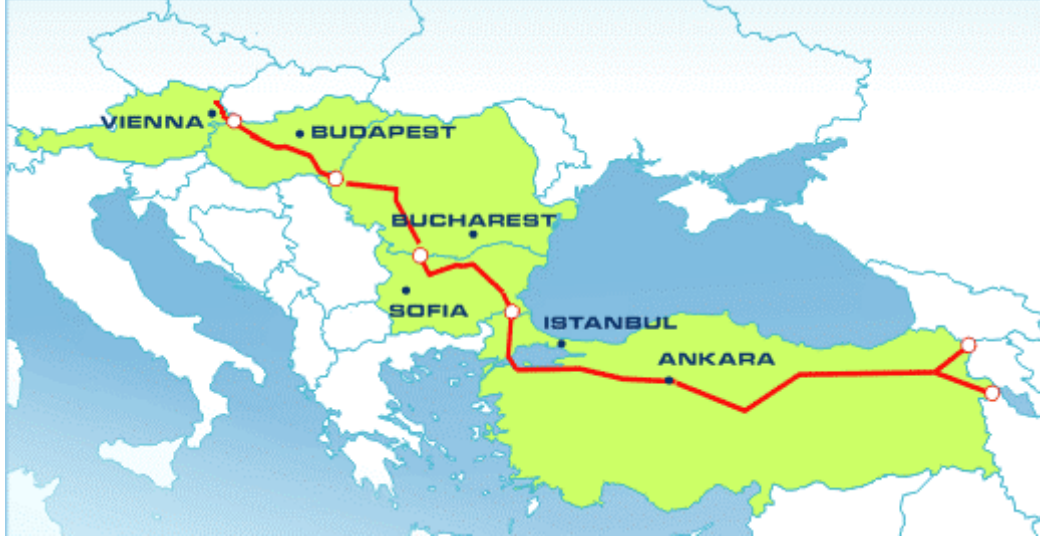 VIENNA
BUDAPEST
BUCHAREST
SOFIA
ISTANBUL
ANKARA